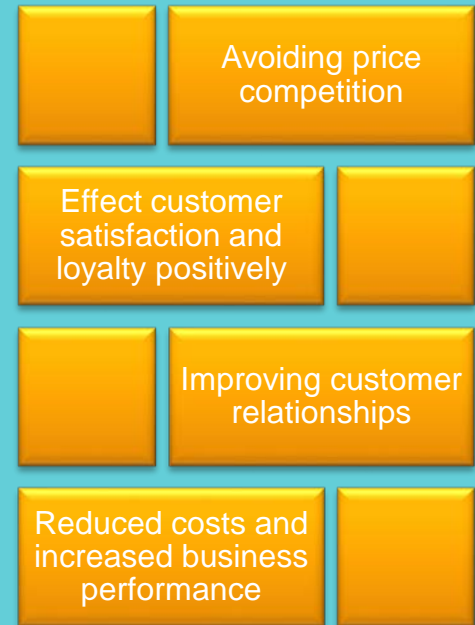 Avoiding price
competition
Effect customer
satisfaction and
loyalty positively
Improving customer
relationships
Reduced costs and
increased business
performance